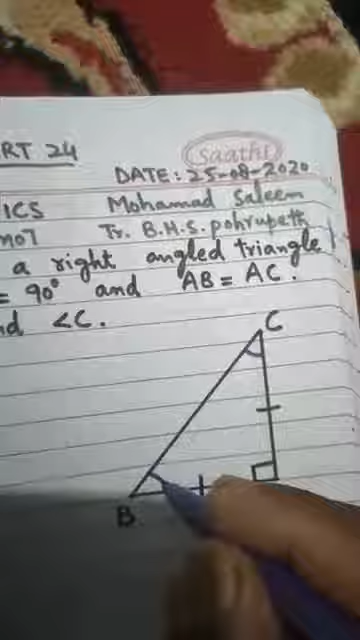 RT 24
Saathi
DATE: 25-08-2020
ICS Mohamad Saleem
Tr. B.H.S. pohrupeth
a right angled triangle
= 90° and AB = AC.
nd <C.
C
B